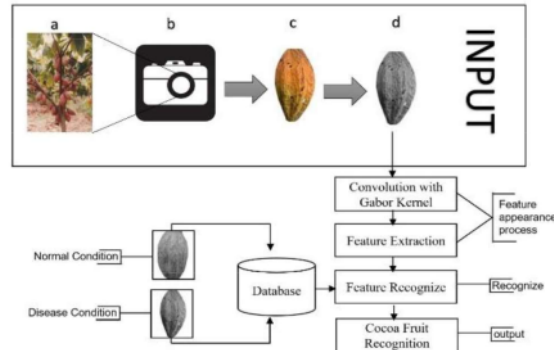 a b c d
INPUT
Convolution with
Gabor Kernel
Feature
appearance
process
Feature Extraction
Normal Condition
Database
Feature Recognize
Recognize
Disease Condition
Cocoa Fruit
Recognition
output